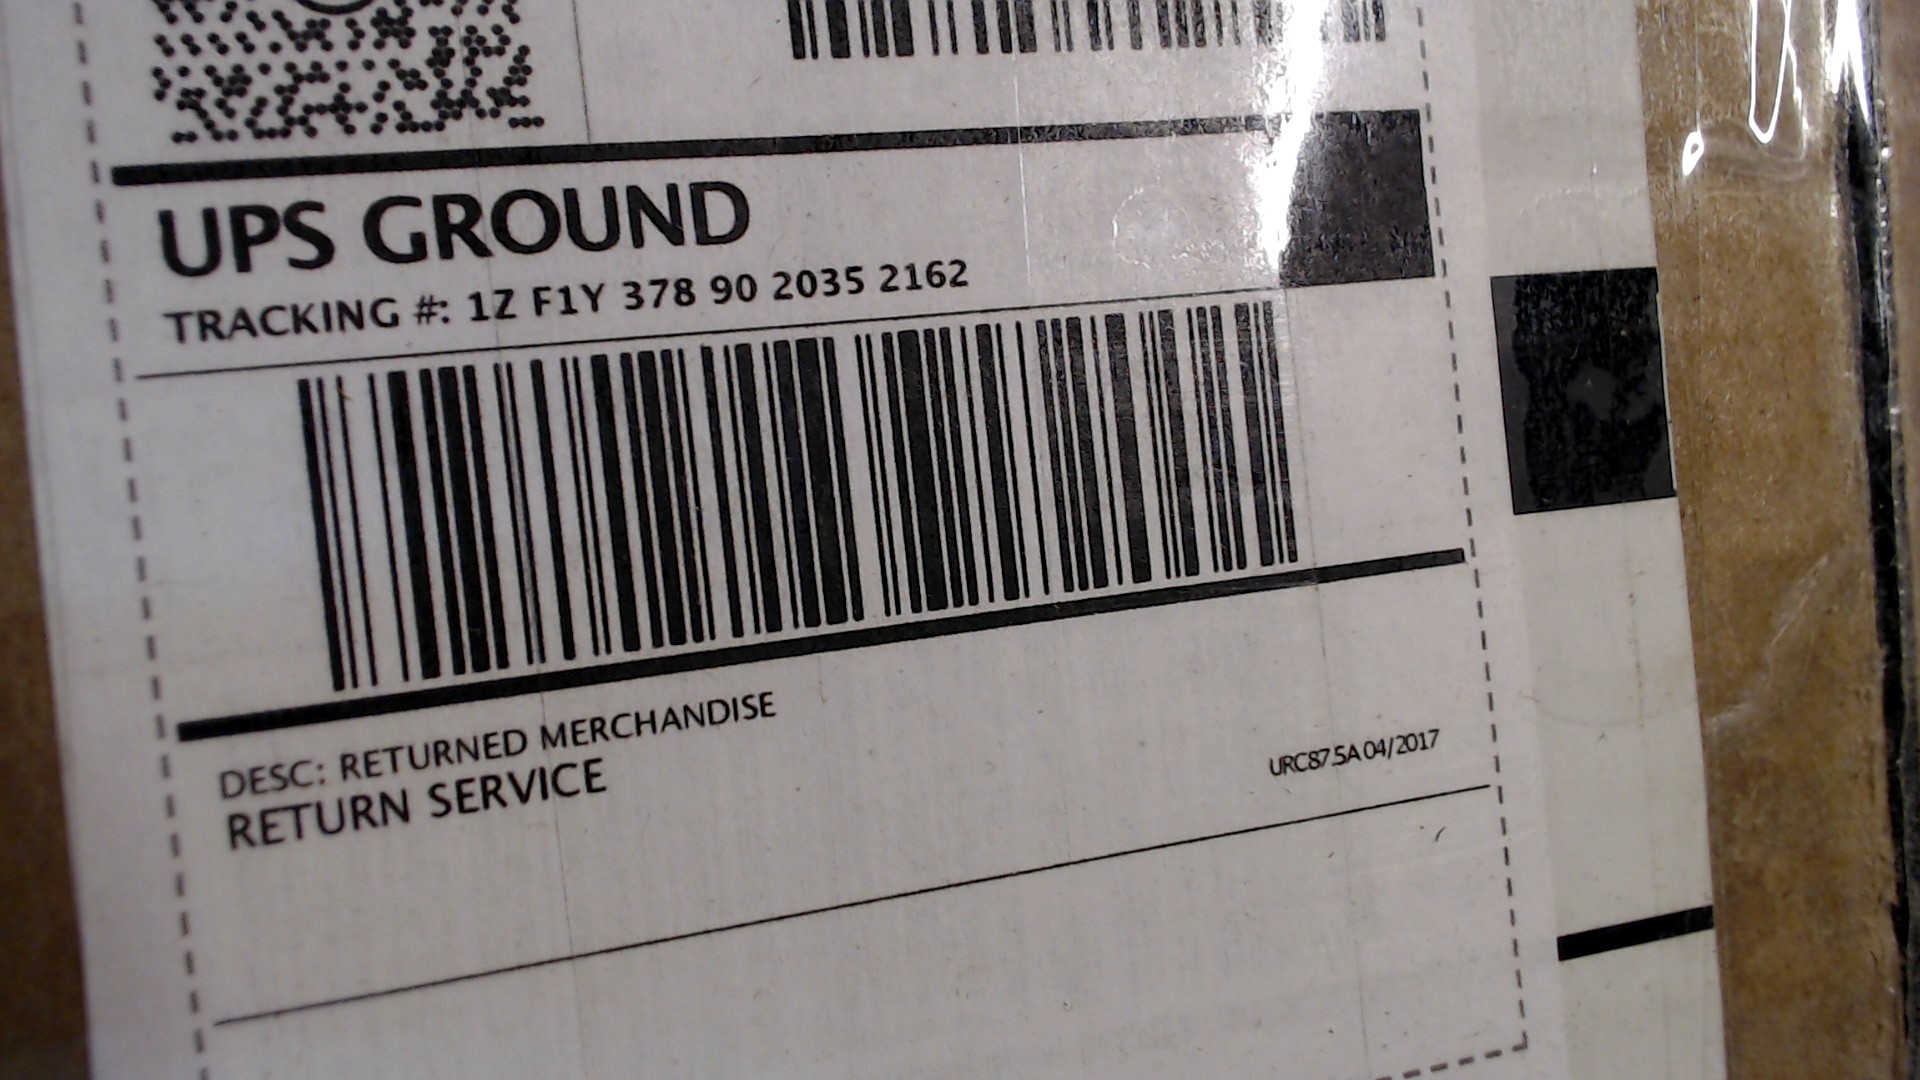 UPS GROUND
TRACKING #: 1Z F1Y 378 90 2035 2162
DESC: RETURNED MERCHANDISE
RETURN SERVICE
URC87.5A 04/2017